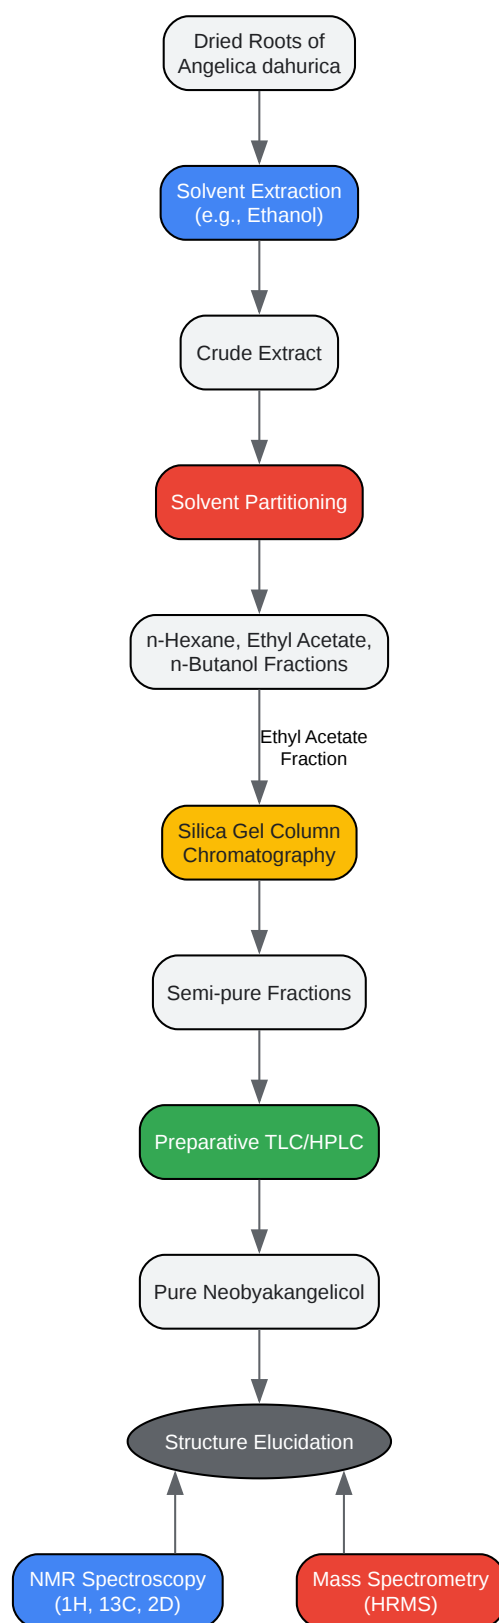 Dried Roots of
Angelica dahurica
Solvent Extraction
(e.g., Ethanol)
Crude Extract
Solvent Partitioning
n-Hexane, Ethyl Acetate,
n-Butanol Fractions
Ethyl Acetate
Fraction
Silica Gel Column
Chromatography
Semi-pure Fractions
Preparative TLC/HPLC
Pure Neobyakangelicol
Structure Elucidation
NMR Spectroscopy
(1H, 13C, 2D)
Mass Spectrometry
(HRMS)